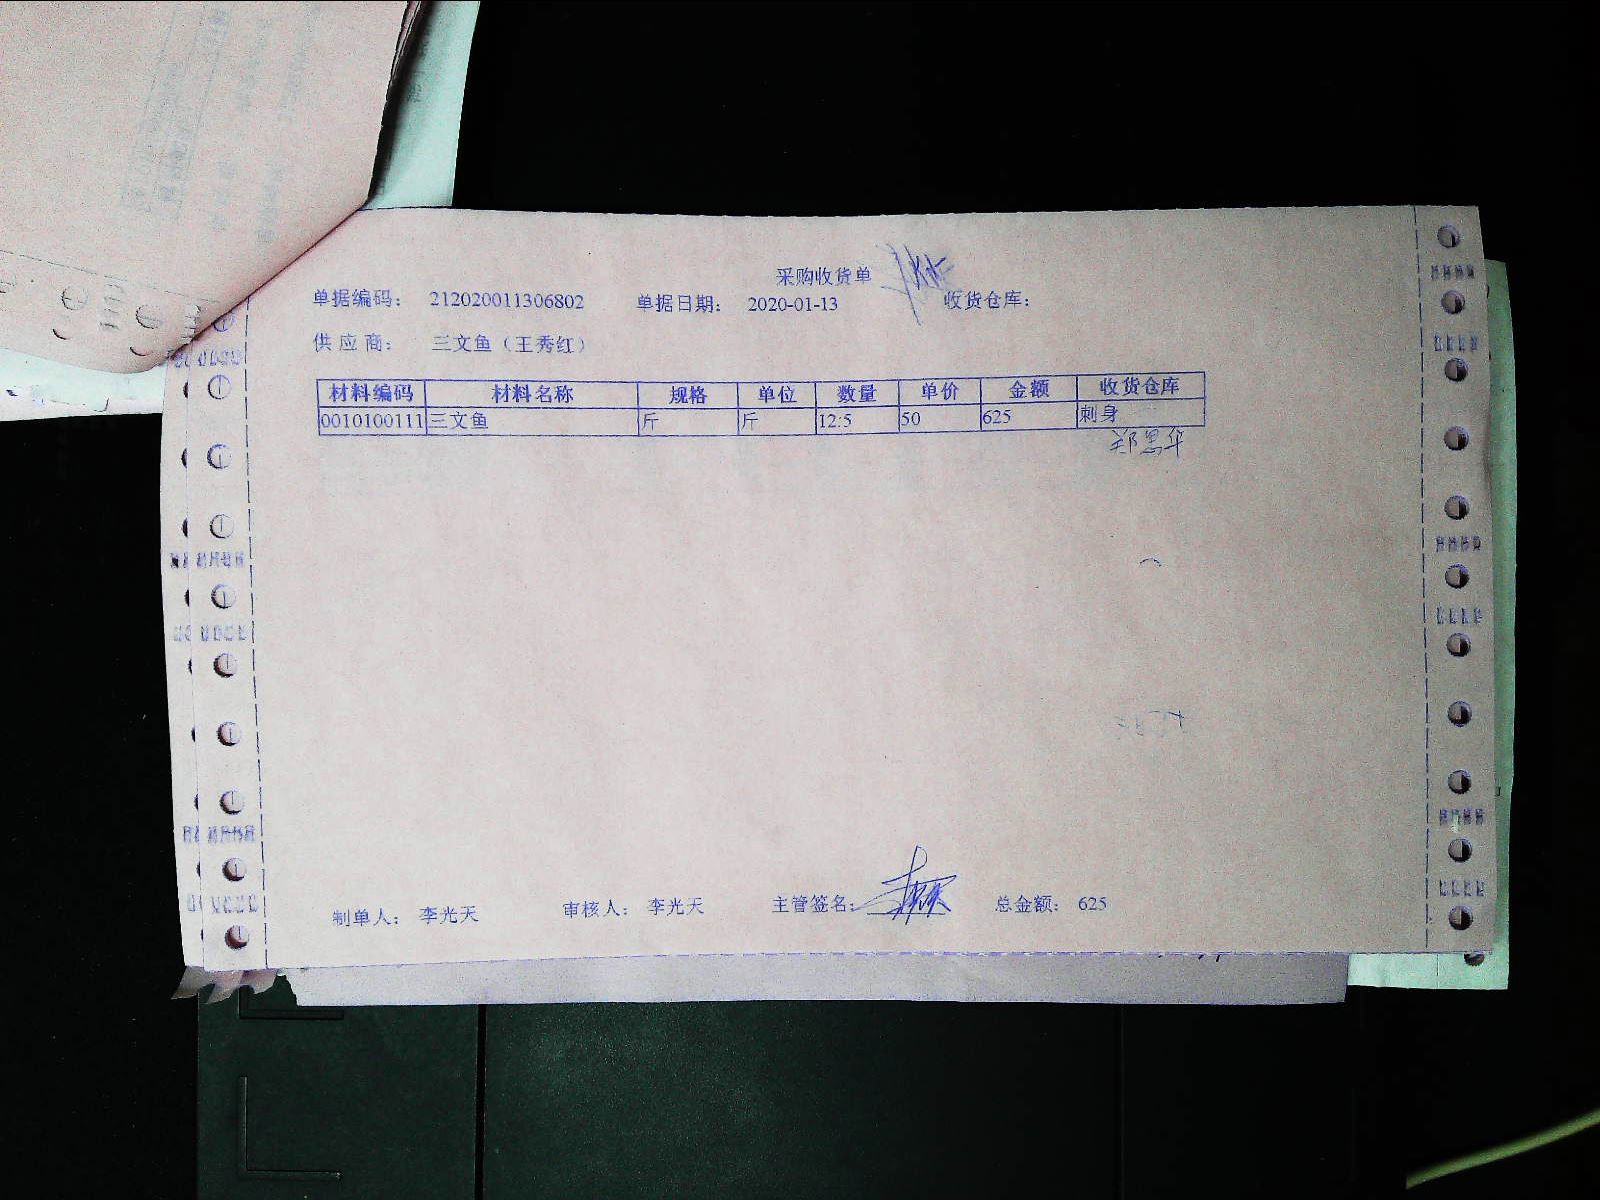 采购收货单
单据编码： 212020011306802 单据日期： 2020-01-13 收货仓库：
供应商： 三文鱼（王秀红）
材料编码 材料名称 规格 单位 数量 单价 金额 收货仓库
0010100111 三文鱼 斤 斤 12.5 50 625 刺身
制单人： 李光天 审核人： 李光天 主管签名： 总金额： 625